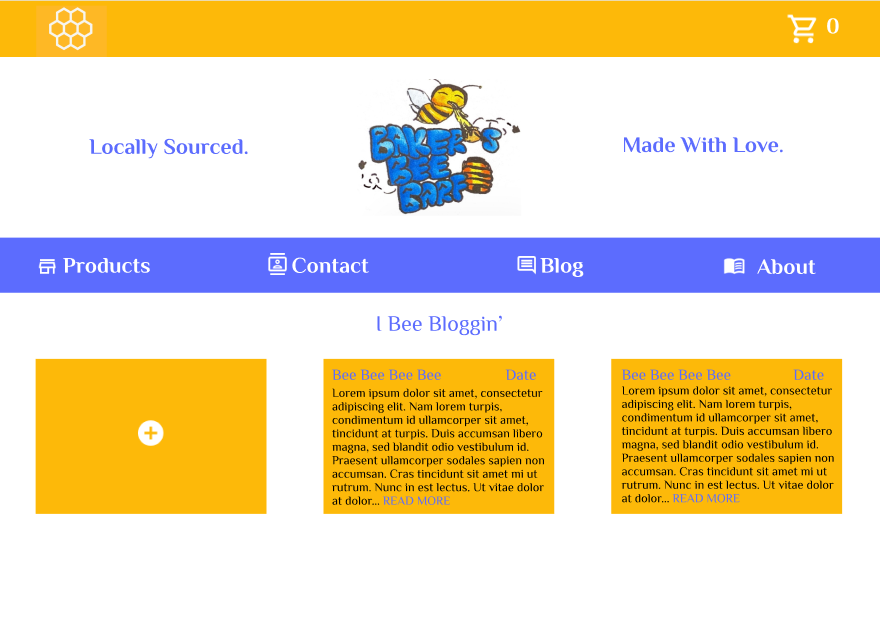 0
Locally Sourced.
BAKER'S
BEE
BARF
Made With Love.
Products
Contact
Blog
About
I Bee Bloggin’
Bee Bee Bee Bee Date
Lorem ipsum dolor sit amet, consectetur
adipiscing elit. Nam lorem turpis,
condimentum id ullamcorper sit amet,
tincidunt at turpis. Duis accumsan libero
magna, sed blandit odio vestibulum id.
Praesent ullamcorper sodales sapien non
accumsan. Cras tincidunt sit amet mi ut
rutrum. Nunc in est lectus. Ut vitae dolor
at dolor... READ MORE
Bee Bee Bee Bee Date
Lorem ipsum dolor sit amet, consectetur
adipiscing elit. Nam lorem turpis,
condimentum id ullamcorper sit amet,
tincidunt at turpis. Duis accumsan libero
magna, sed blandit odio vestibulum id.
Praesent ullamcorper sodales sapien non
accumsan. Cras tincidunt sit amet mi ut
rutrum. Nunc in est lectus. Ut vitae dolor
at dolor... READ MORE